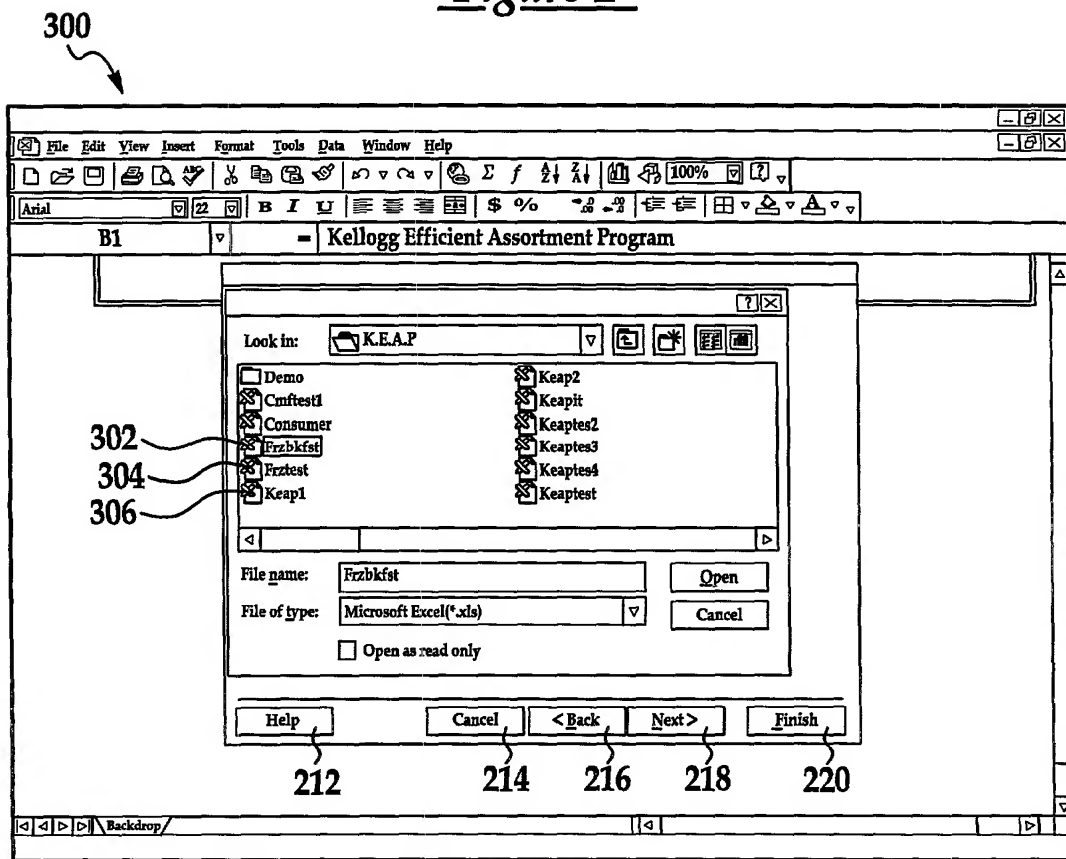 300
File Edit View Insert Format Tools Data Window Help
100%
Arial 22 B I U $ %
B1 = Kellogg Efficient Assortment Program
Look in: K.E.A.P
Demo Keap2
Cmftest1 Keapit
Consumer Keaptes2
302 Frzbkfst Keaptes3
304 Frztest Keaptes4
306 Keap1 Keaptest
File name: Frzbkfst Open
File of type: Microsoft Excel(*.xls) Cancel
Open as read only
Help Cancel <Back Next> Finish
212 214 216 218 220
Backdrop